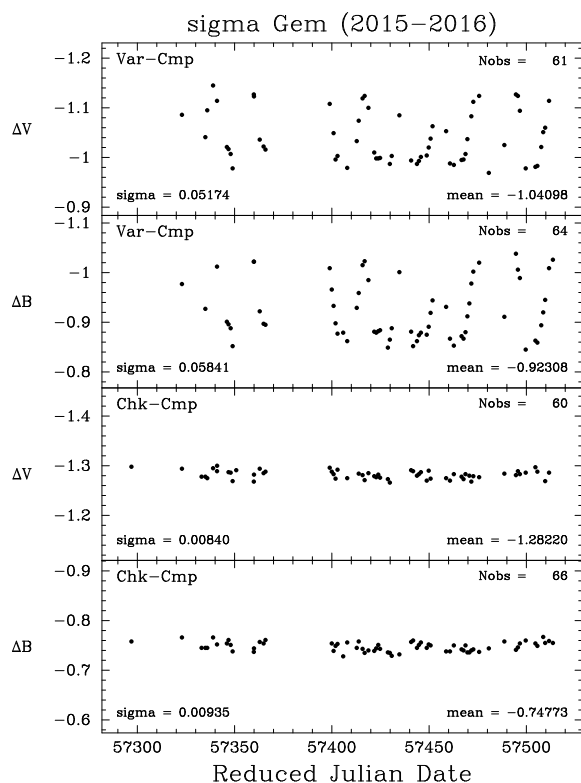 sigma Gem (2015-2016)
Var-Cmp Nobs = 61
-1.2
-1.1
ΔV
-1
-0.9
sigma = 0.05174 mean = -1.04098
Var-Cmp Nobs = 64
-1.1
-1
ΔB
-0.9
-0.8
sigma = 0.05841 mean = -0.92308
Chk-Cmp Nobs = 60
-1.4
-1.3
ΔV
-1.2
sigma = 0.00840 mean = -1.28220
Chk-Cmp Nobs = 66
-0.9
-0.8
ΔB
-0.7
-0.6
sigma = 0.00935 mean = -0.74773
57300 57350 57400 57450 57500
Reduced Julian Date